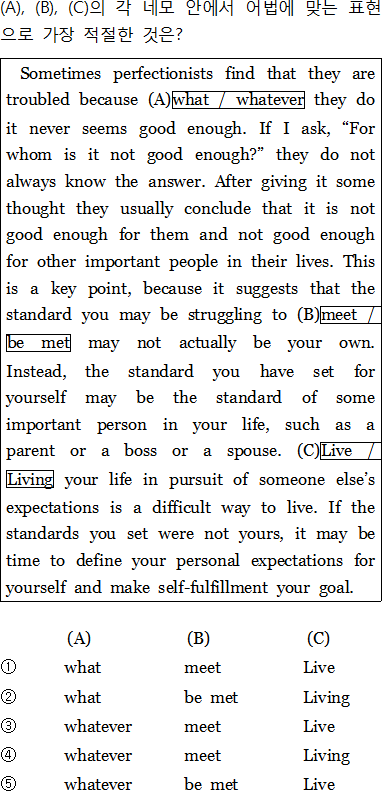 (A), (B), (C)의 각 네모 안에서 어법에 맞는 표현
으로 가장 적절한 것은?
Sometimes perfectionists find that they are
troubled because (A)what / whatever they do
it never seems good enough. If I ask, “For
whom is it not good enough?” they do not
always know the answer. After giving it some
thought they usually conclude that it is not
good enough for them and not good enough
for other important people in their lives. This
is a key point, because it suggests that the
standard you may be struggling to (B)meet /
be met may not actually be your own.
Instead, the standard you have set for
yourself may be the standard of some
important person in your life, such as a
parent or a boss or a spouse. (C)Live /
Living your life in pursuit of someone else’s
expectations is a difficult way to live. If the
standards you set were not yours, it may be
time to define your personal expectations for
yourself and make self-fulfillment your goal.
(A) (B) (C)
① what meet Live
② what be met Living
③ whatever meet Live
④ whatever meet Living
⑤ whatever be met Live